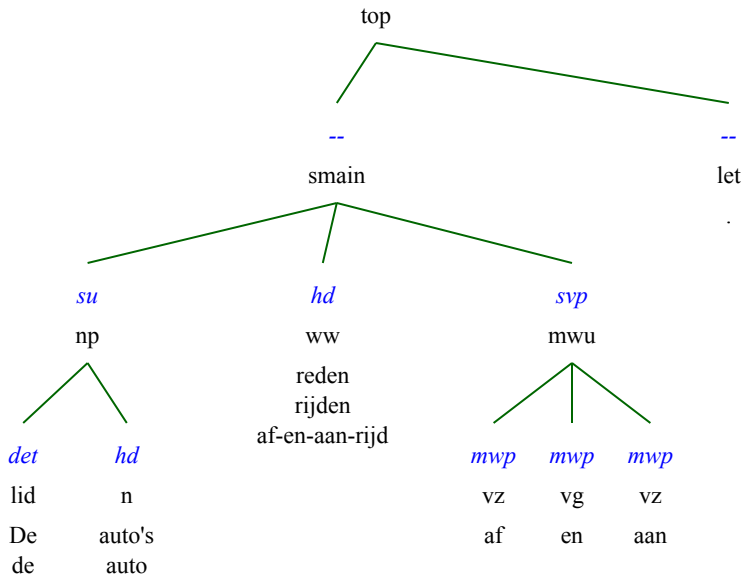 top
-- --
smain let
.
su hd svp
np ww mwu
reden
rijden
af-en-aan-rijd
det hd mwp mwp mwp
lid n vz vg vz
De auto's af en aan
de auto